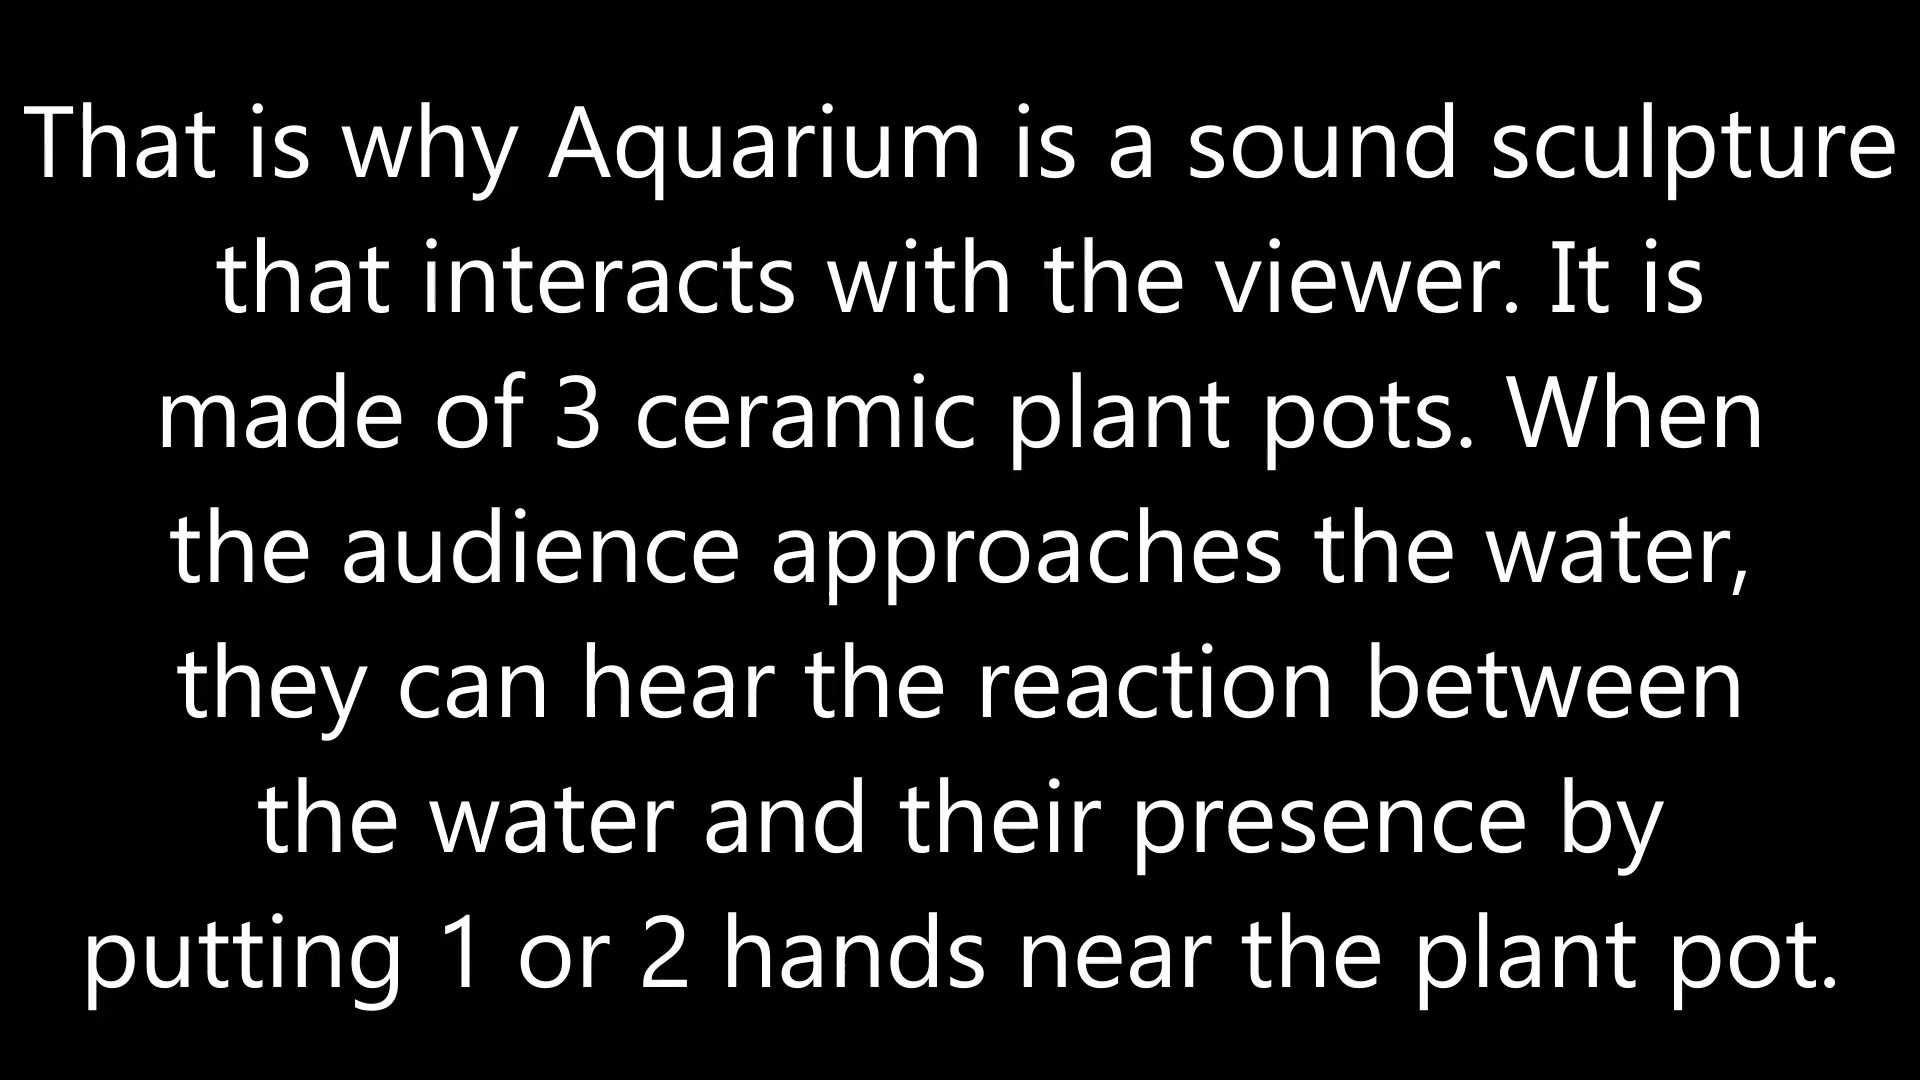 That is why Aquarium is a sound sculpture
that interacts with the viewer. It is
made of 3 ceramic plant pots. When
the audience approaches the water,
they can hear the reaction between
the water and their presence by
putting 1 or 2 hands near the plant pot.